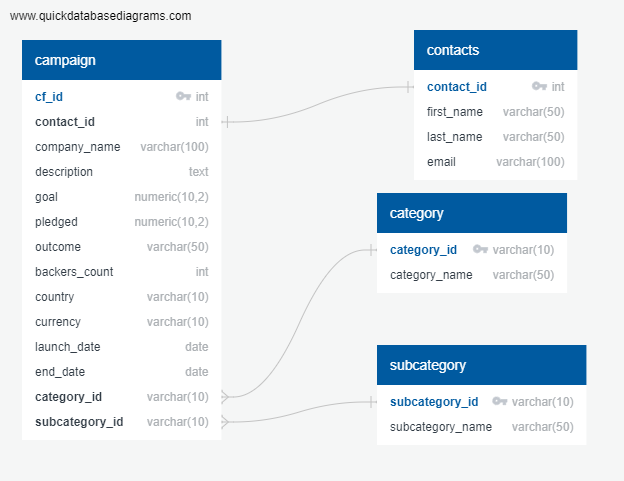 www.quickdatabasediagrams.com
campaign
cf_id int
contact_id int
company_name varchar(100)
description text
goal numeric(10,2)
pledged numeric(10,2)
outcome varchar(50)
backers_count int
country varchar(10)
currency varchar(10)
launch_date date
end_date date
category_id varchar(10)
subcategory_id varchar(10)
contacts
contact_id int
first_name varchar(50)
last_name varchar(50)
email varchar(100)
category
category_id varchar(10)
category_name varchar(50)
subcategory
subcategory_id varchar(10)
subcategory_name varchar(50)